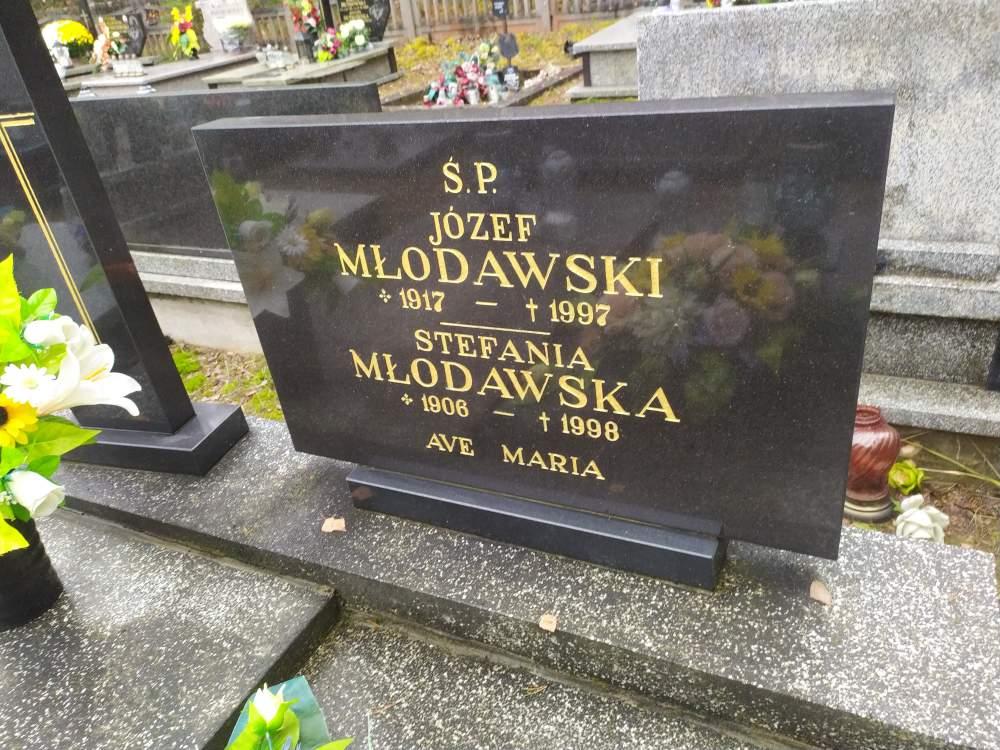 Ś.P.
JÓZEF
MŁODAWSKI
* 1917 – † 1997
STEFANIA
MŁODAWSKA
* 1906 – † 1998
AVE MARIA